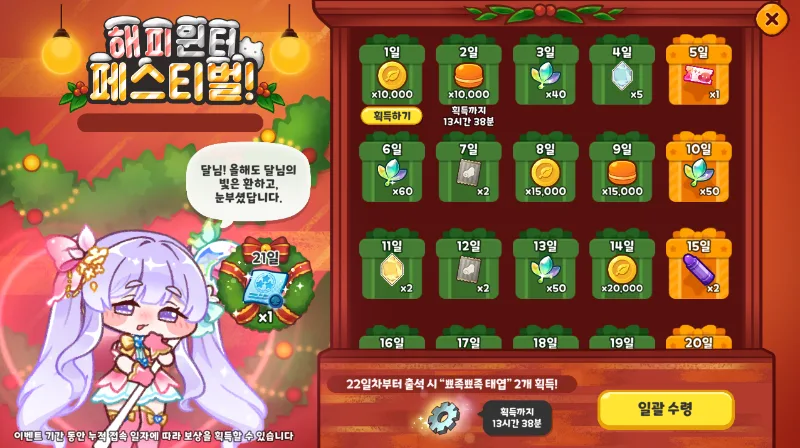 해피윈터
페스티벌!
달님! 올해도 달님의
빛은 환하고,
눈부셨답니다.
21일
x1
이벤트 기간 동안 누적 접속 일자에 따라 보상을 획득할 수 있습니다
1일 2일 3일 4일 5일
x10,000 x10,000 x40 x5 x1
획득하기
획득까지
13시간 38분
6일 7일 8일 9일 10일
x60 x2 x15,000 x15,000 x50
11일 12일 13일 14일 15일
x2 x2 x50 x20,000 x2
16일 17일 18일 19일 20일
22일차부터 출석 시 “뾰족뾰족 태엽” 2개 획득!
획득까지
13시간 38분
일괄 수령